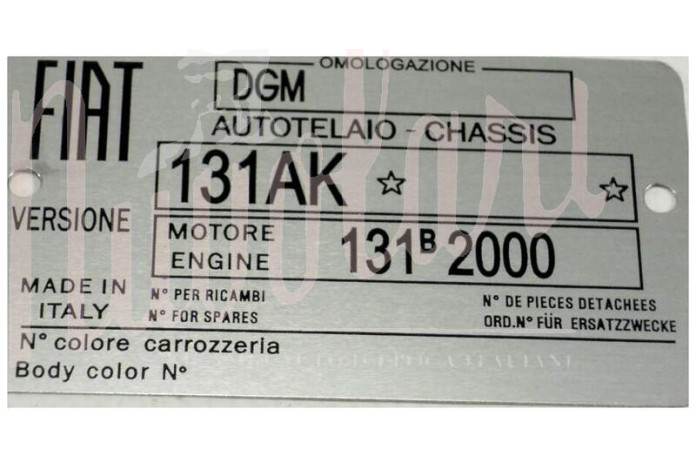 OMOLOGAZIONE
FIAT
DGM
AUTOTELAIO - CHASSIS
131AK ☆ ☆
VERSIONE
MOTORE
ENGINE
131ᴮ 2000
MADE IN
ITALY
N° PER RICAMBI
N° FOR SPARES
N° DE PIECES DETACHEES
ORD.N° FÜR ERSATZZWECKE
N° colore carrozzeria
Body color N°